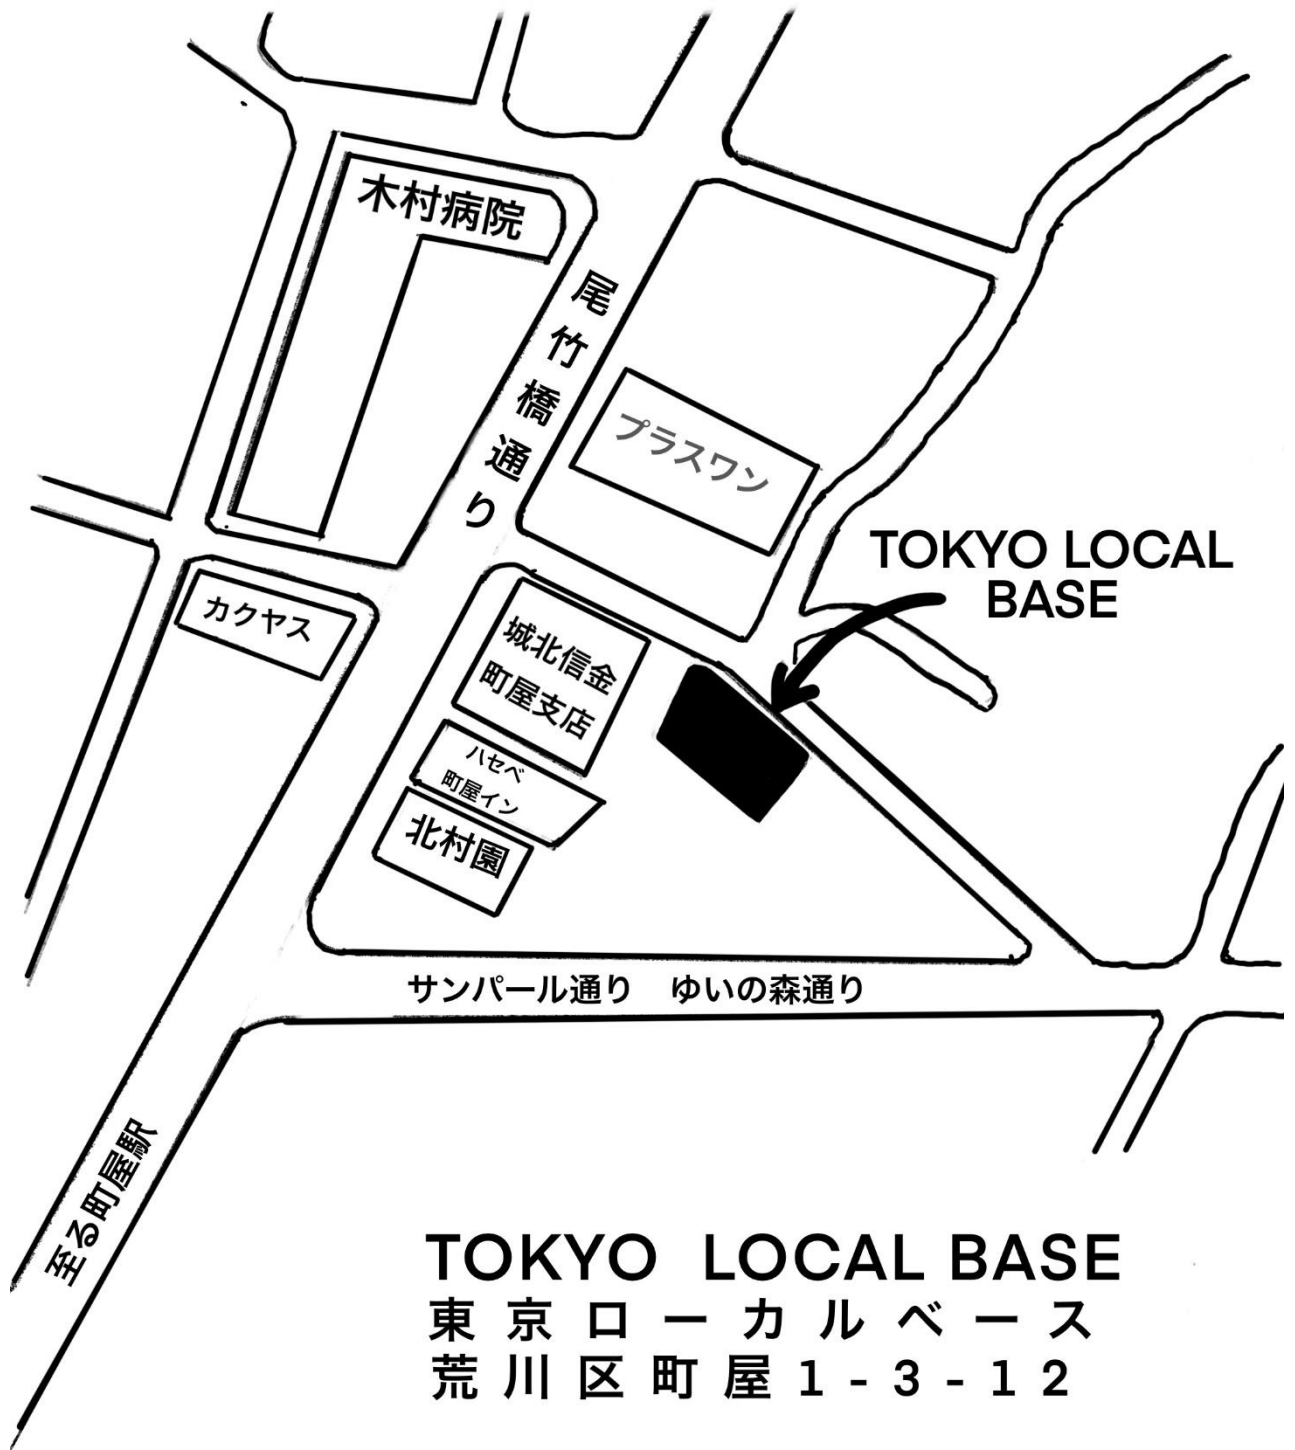 木村病院
尾竹橋通り
プラスワン
TOKYO LOCAL
BASE
カクヤス
城北信金
町屋支店
ハセベ
町屋イン
北村園
サンパール通り　ゆいの森通り
至る町屋駅
TOKYO LOCAL BASE
東京ローカルベース
荒川区町屋1-3-12